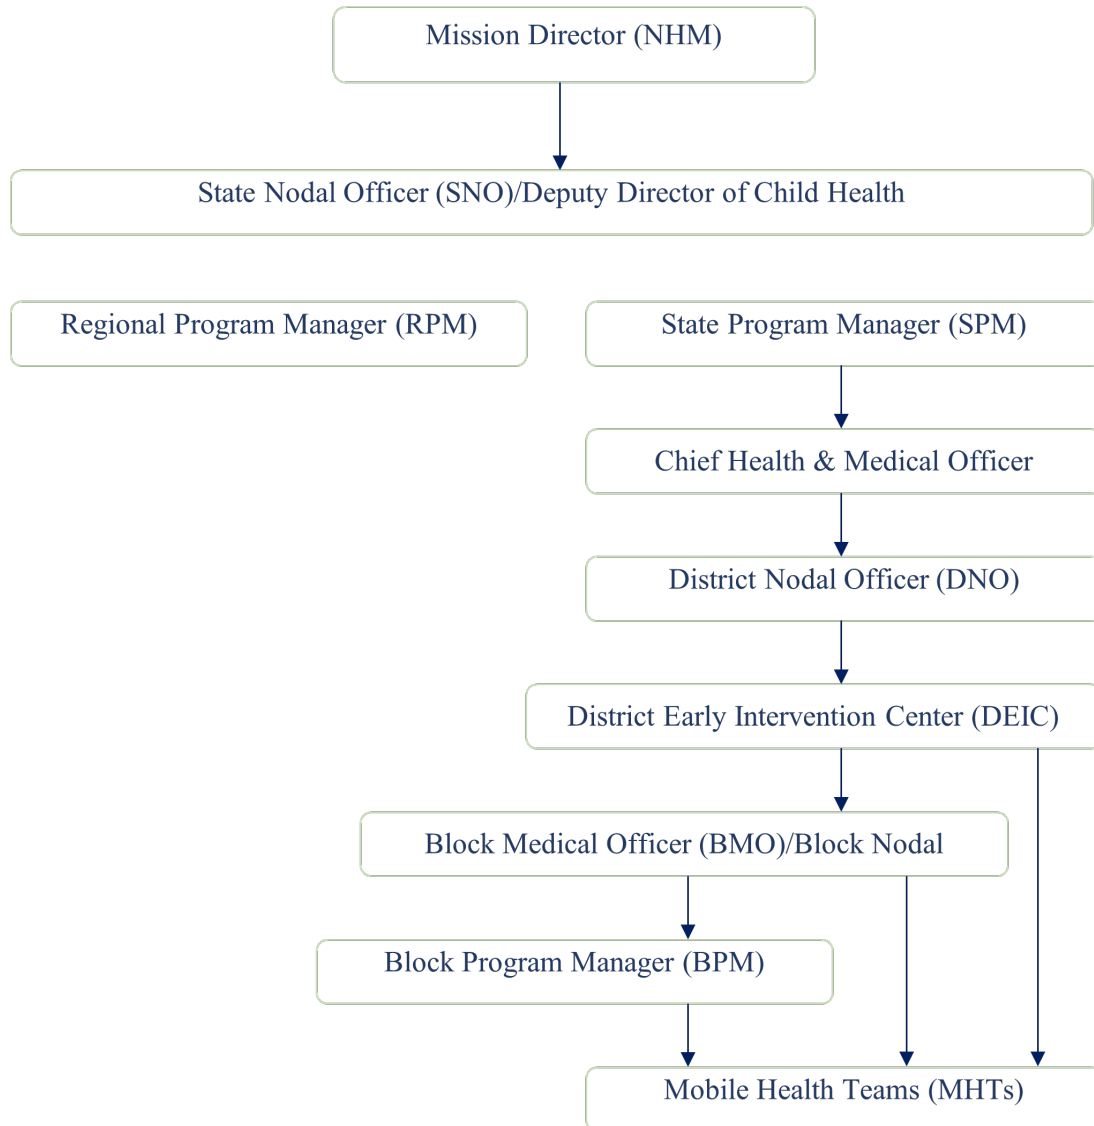 Mission Director (NHM)
State Nodal Officer (SNO)/Deputy Director of Child Health
Regional Program Manager (RPM)
State Program Manager (SPM)
Chief Health & Medical Officer
District Nodal Officer (DNO)
District Early Intervention Center (DEIC)
Block Medical Officer (BMO)/Block Nodal
Block Program Manager (BPM)
Mobile Health Teams (MHTs)